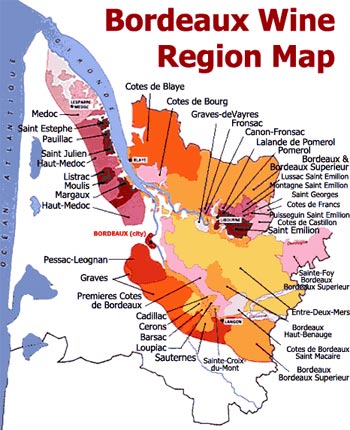 Bordeaux Wine
Region Map
OCEAN ATLANTIQUE
GIRONDE
LESPARRE
MEDOC
Cotes de Blaye
Cotes de Bourg
Graves-deVayres
Fronsac
Canon-Fronsac
Lalande de Pomerol
Pomerol
Bordeaux &
Bordeaux Superieur
Lussac Saint Emilion
Montagne Saint Emilion
Saint Georges
Cotes de Francs
Puisseguin Saint Emilion
Cotes de Castillon
Saint Emilion
Medoc
Saint Estephe
Pauillac
Saint Julien
Haut-Medoc
Listrac
Moulis
Margaux
Haut-Medoc
BLAYE
LIBOURNE
BORDEAUX (city)
Dordogne
Pessac-Leognan
Graves
Premieres Cotes
de Bordeaux
Cadillac
Cerons
Barsac
Loupiac
Sauternes
LANGON
Garonne
Sainte-Croix
du-Mont
Sainte-Foy
Bordeaux
Bordeaux Superieur
Entre-Deux-Mers
Bordeaux
Haut-Benauge
Cotes de Bordeaux
Saint Macaire
Bordeaux
Bordeaux Superieur